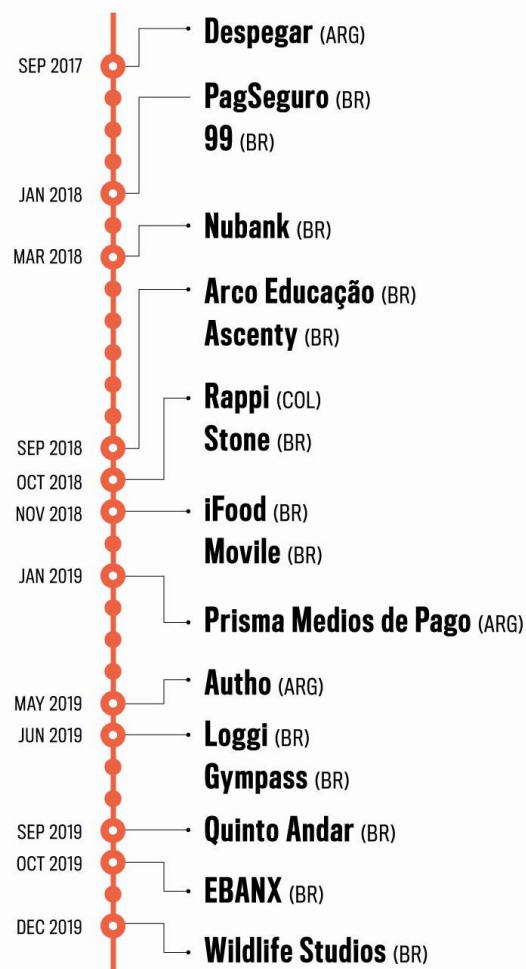 SEP 2017
Despegar (ARG)
JAN 2018
PagSeguro (BR)
99 (BR)
MAR 2018
Nubank (BR)
SEP 2018
Arco Educação (BR)
Ascenty (BR)
OCT 2018
Rappi (COL)
Stone (BR)
NOV 2018
iFood (BR)
Movile (BR)
JAN 2019
Prisma Medios de Pago (ARG)
MAY 2019
Autho (ARG)
JUN 2019
Loggi (BR)
Gympass (BR)
SEP 2019
Quinto Andar (BR)
OCT 2019
EBANX (BR)
DEC 2019
Wildlife Studios (BR)